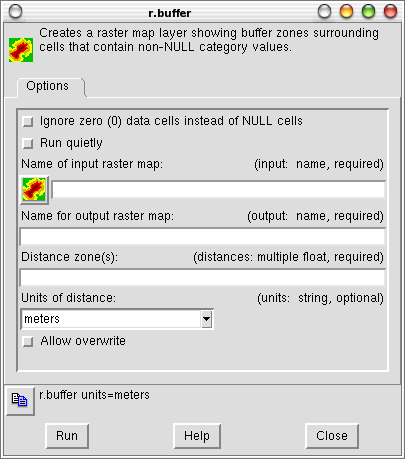 r.buffer
Creates a raster map layer showing buffer zones surrounding
cells that contain non-NULL category values.
Options
Ignore zero (0) data cells instead of NULL cells
Run quietly
Name of input raster map: (input: name, required)
Name for output raster map: (output: name, required)
Distance zone(s): (distances: multiple float, required)
Units of distance: (units: string, optional)
meters
Allow overwrite
r.buffer units=meters
Run Help Close